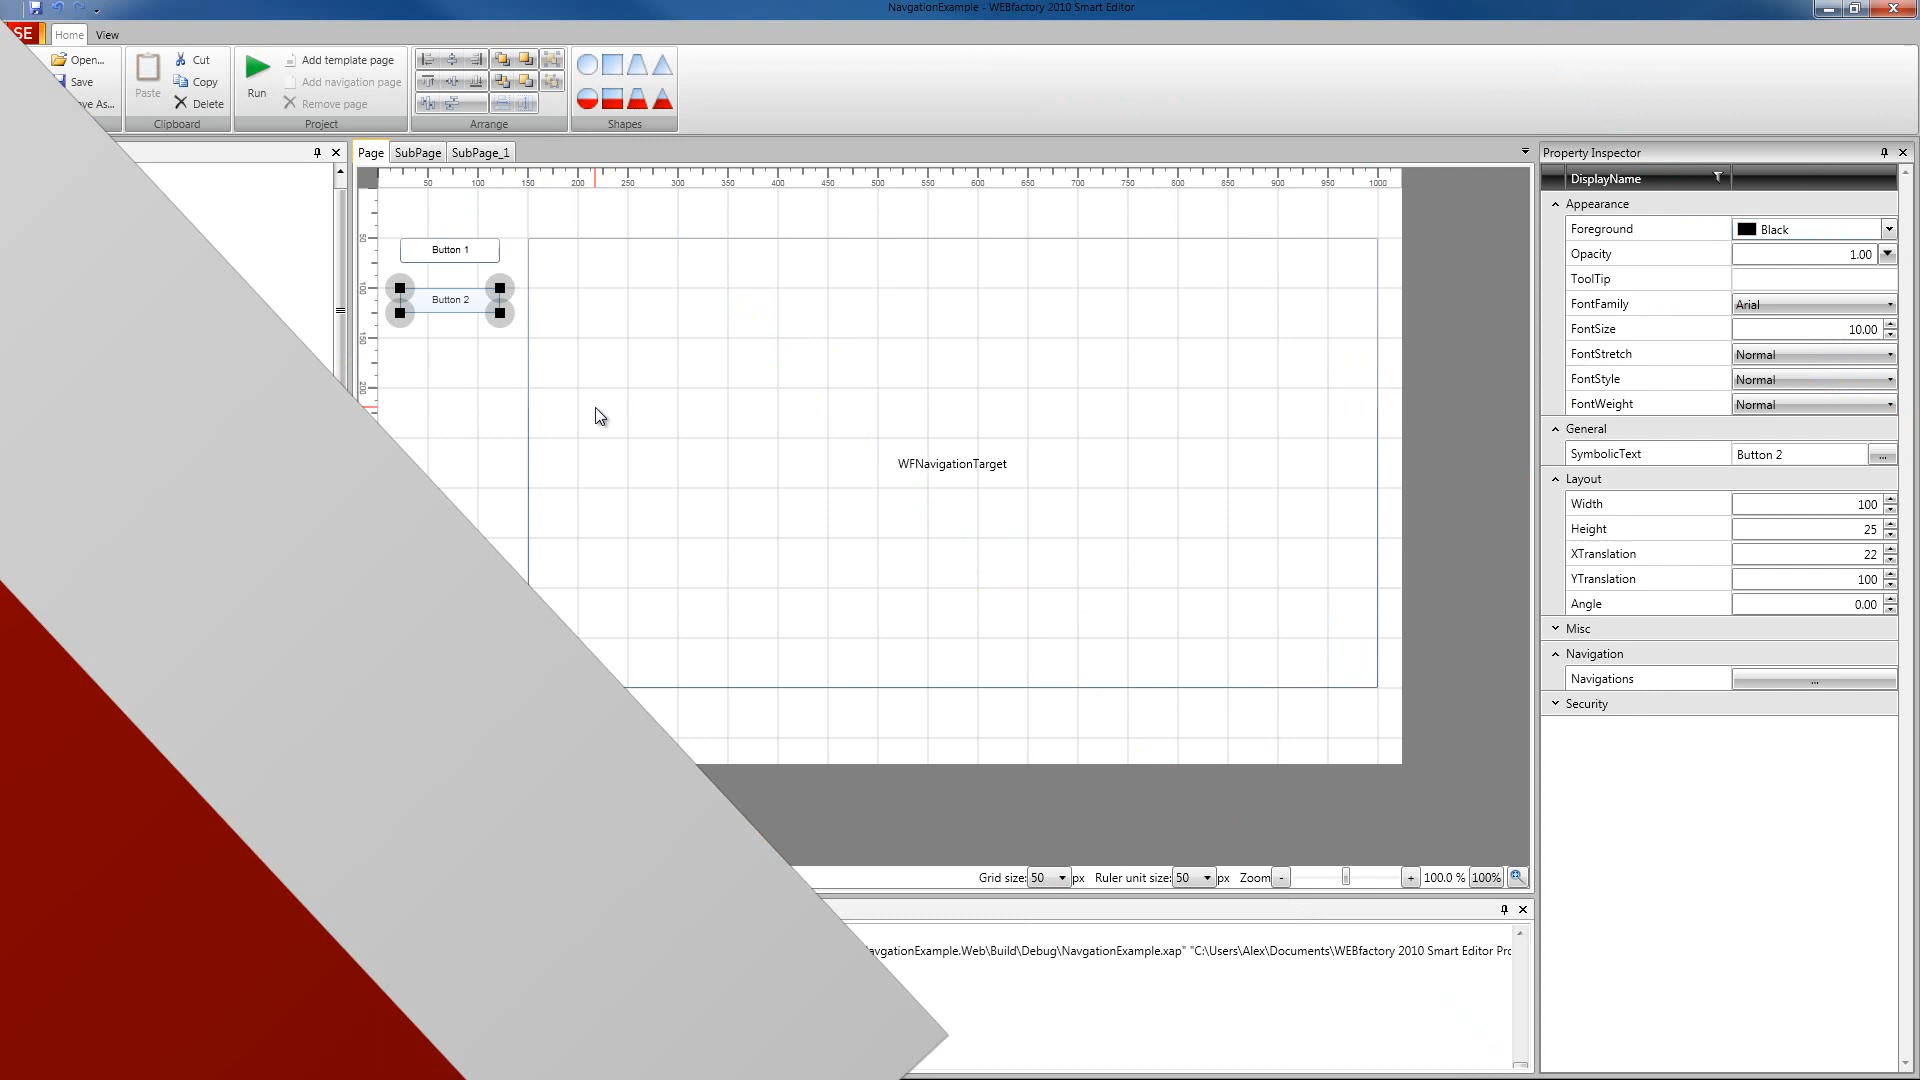 NavgationExample - WEBfactory 2010 Smart Editor
SE
Home
View
Open...
Save
ve As...
Paste
Cut
Copy
Delete
Clipboard
Run
Add template page
Add navigation page
Remove page
Project
Arrange
Shapes
Page
SubPage
SubPage_1
50 100 150 200 250 300 350 400 450 500 550 600 650 700 750 800 850 900 950 1000
50
100
150
200
Button 1
Button 2
WFNavigationTarget
Grid size: 50 px
Ruler unit size: 50 px
Zoom - + 100.0 % 100%
avgationExample.Web\Build\Debug\NavgationExample.xap" "C:\Users\Alex\Documents\WEBfactory 2010 Smart Editor Prc
Property Inspector
DisplayName
Appearance
Foreground Black
Opacity 1.00
ToolTip
FontFamily Arial
FontSize 10.00
FontStretch Normal
FontStyle Normal
FontWeight Normal
General
SymbolicText Button 2 ...
Layout
Width 100
Height 25
XTranslation 22
YTranslation 100
Angle 0.00
Misc
Navigation
Navigations ...
Security